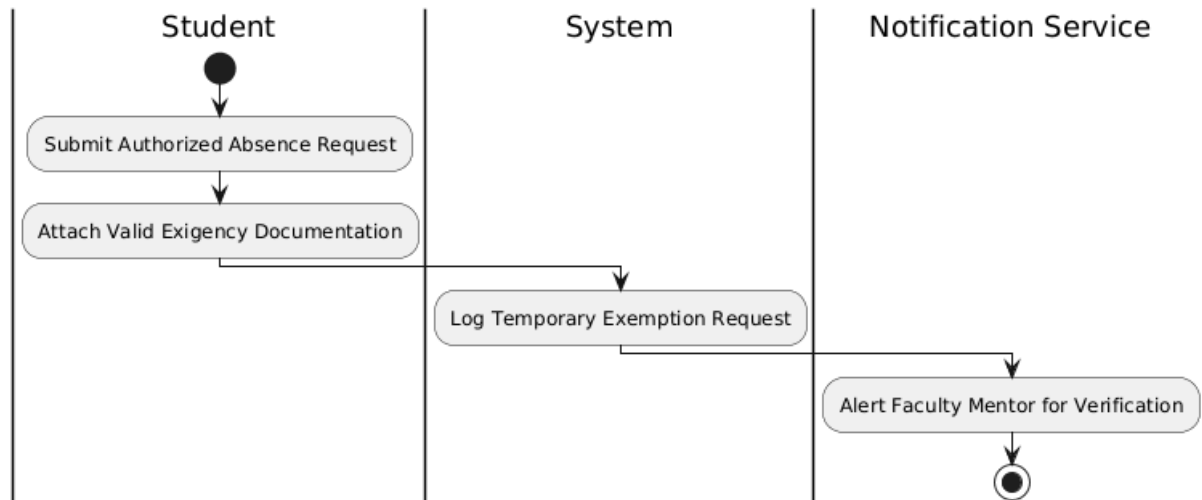 Student
System
Notification Service
Submit Authorized Absence Request
Attach Valid Exigency Documentation
Log Temporary Exemption Request
Alert Faculty Mentor for Verification